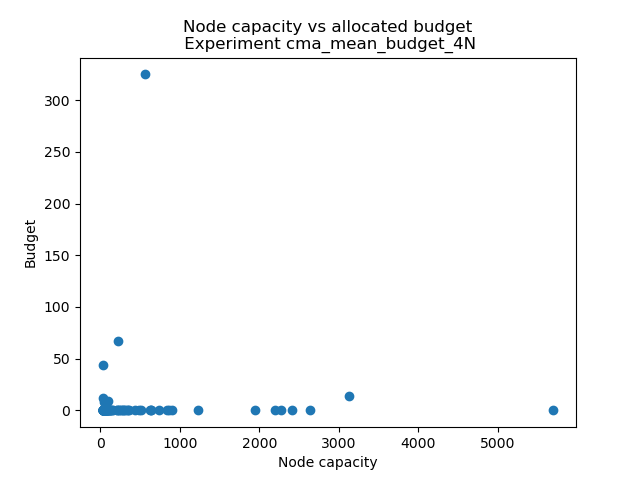 Node capacity vs allocated budget
Experiment cma_mean_budget_4N
300
250
200
150
100
50
0
Budget
0 1000 2000 3000 4000 5000
Node capacity